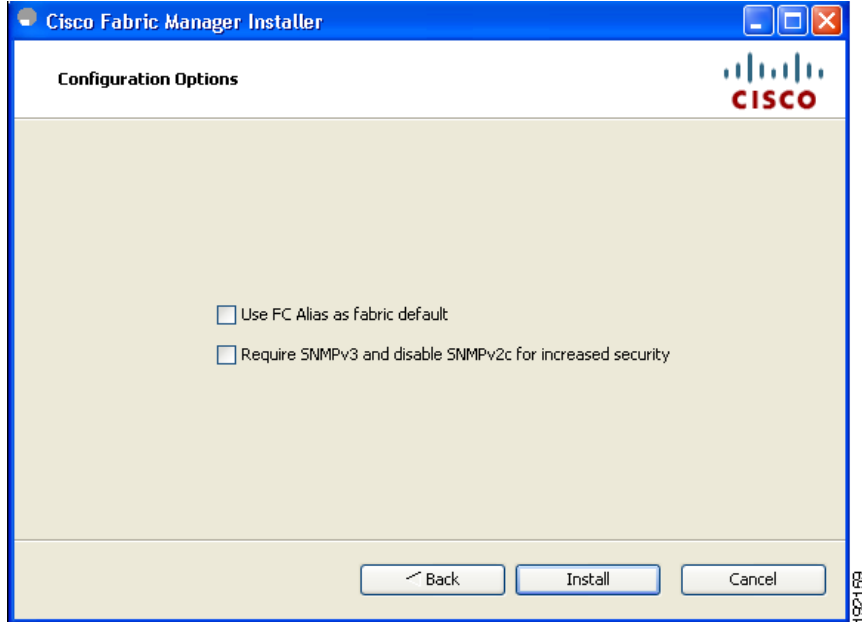 Cisco Fabric Manager Installer
Configuration Options
CISCO
Use FC Alias as fabric default
Require SNMPv3 and disable SNMPv2c for increased security
Back
Install
Cancel
192169